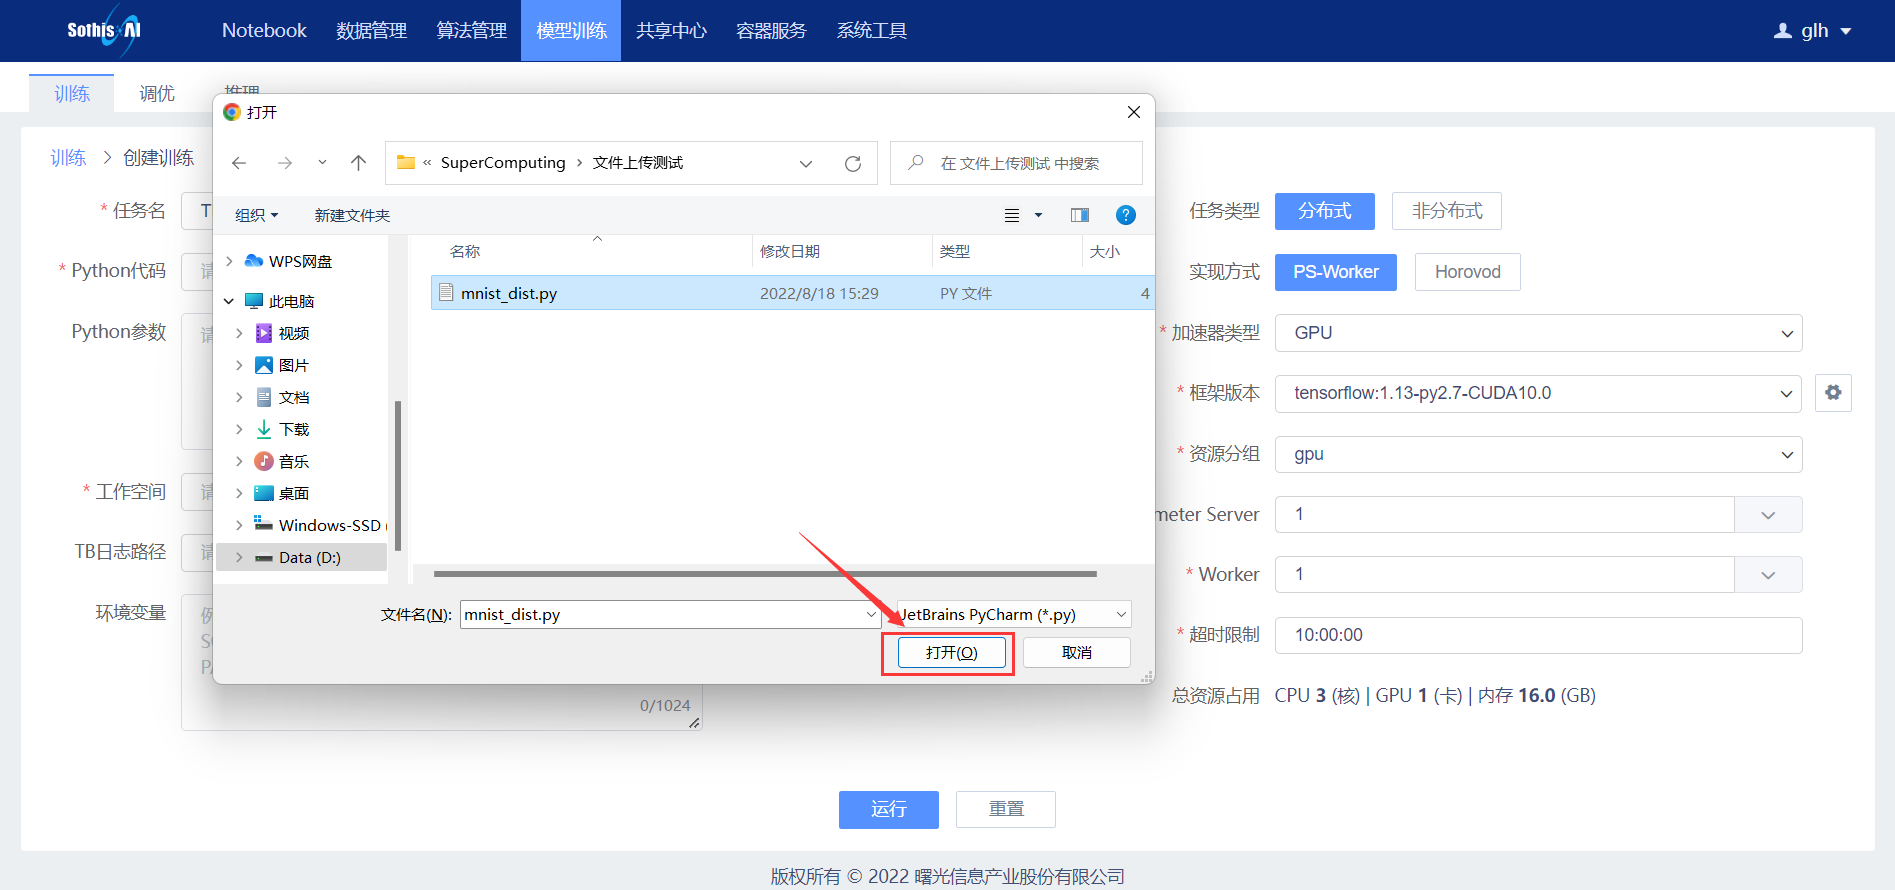 SothisAI
Notebook 数据管理 算法管理 模型训练 共享中心 容器服务 系统工具 glh
训练 调优 推理
训练 > 创建训练
打开
« SuperComputing › 文件上传测试
在 文件上传测试 中搜索
组织 新建文件夹
名称 修改日期 类型 大小
mnist_dist.py 2022/8/18 15:29 PY 文件 4
WPS网盘
此电脑
视频
图片
文档
下载
音乐
桌面
Windows-SSD (
Data (D:)
文件名(N): mnist_dist.py JetBrains PyCharm (*.py)
打开(O) 取消
* 任务名 T
* Python代码 请
Python参数 请
* 工作空间 请
TB日志路径 请
环境变量 例
0/1024
任务类型 分布式 非分布式
实现方式 PS-Worker Horovod
* 加速器类型 GPU
* 框架版本 tensorflow:1.13-py2.7-CUDA10.0
* 资源分组 gpu
meter Server 1
* Worker 1
* 超时限制 10:00:00
总资源占用 CPU 3 (核) | GPU 1 (卡) | 内存 16.0 (GB)
运行 重置
版权所有 © 2022 曙光信息产业股份有限公司